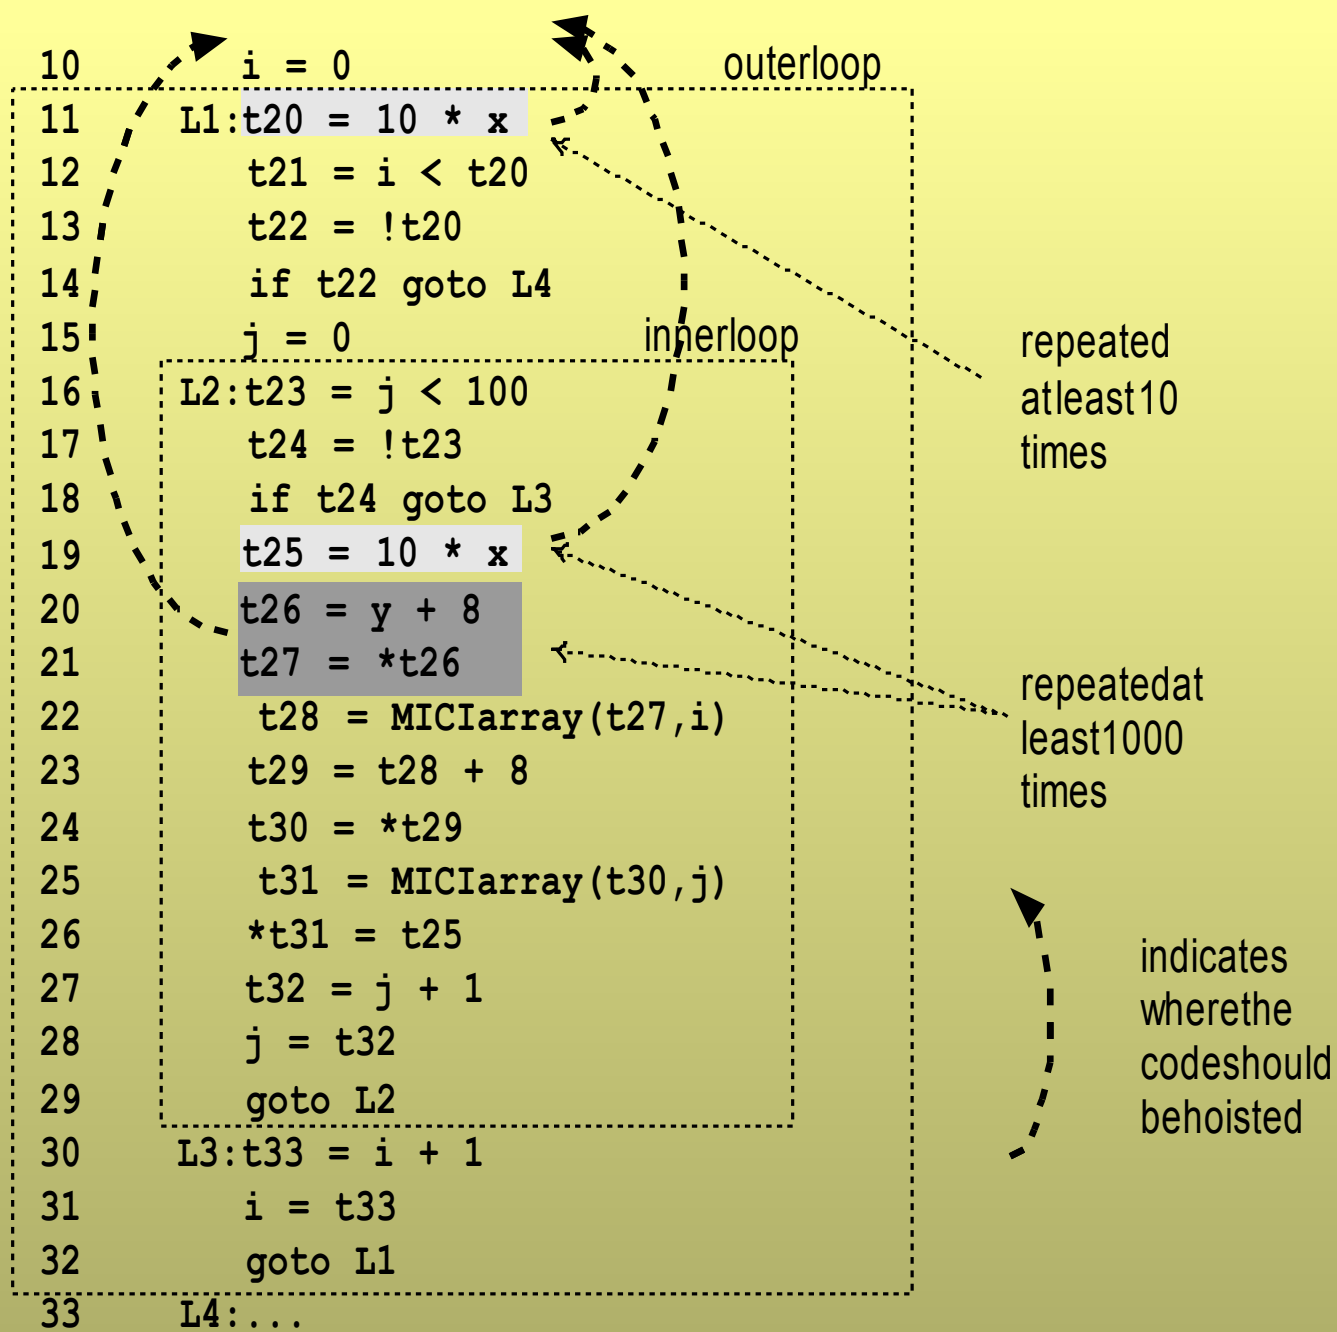 10 i = 0 outerloop
11 L1:t20 = 10 * x
12 t21 = i < t20
13 t22 = !t20
14 if t22 goto L4
15 j = 0 innerloop
16 L2:t23 = j < 100
17 t24 = !t23
18 if t24 goto L3
19 t25 = 10 * x
20 t26 = y + 8
21 t27 = *t26
22 t28 = MICIarray(t27,i)
23 t29 = t28 + 8
24 t30 = *t29
25 t31 = MICIarray(t30,j)
26 *t31 = t25
27 t32 = j + 1
28 j = t32
29 goto L2
30 L3:t33 = i + 1
31 i = t33
32 goto L1
33 L4:...
repeated
atleast10
times
repeatedat
least1000
times
indicates
wherethe
codeshould
behoisted